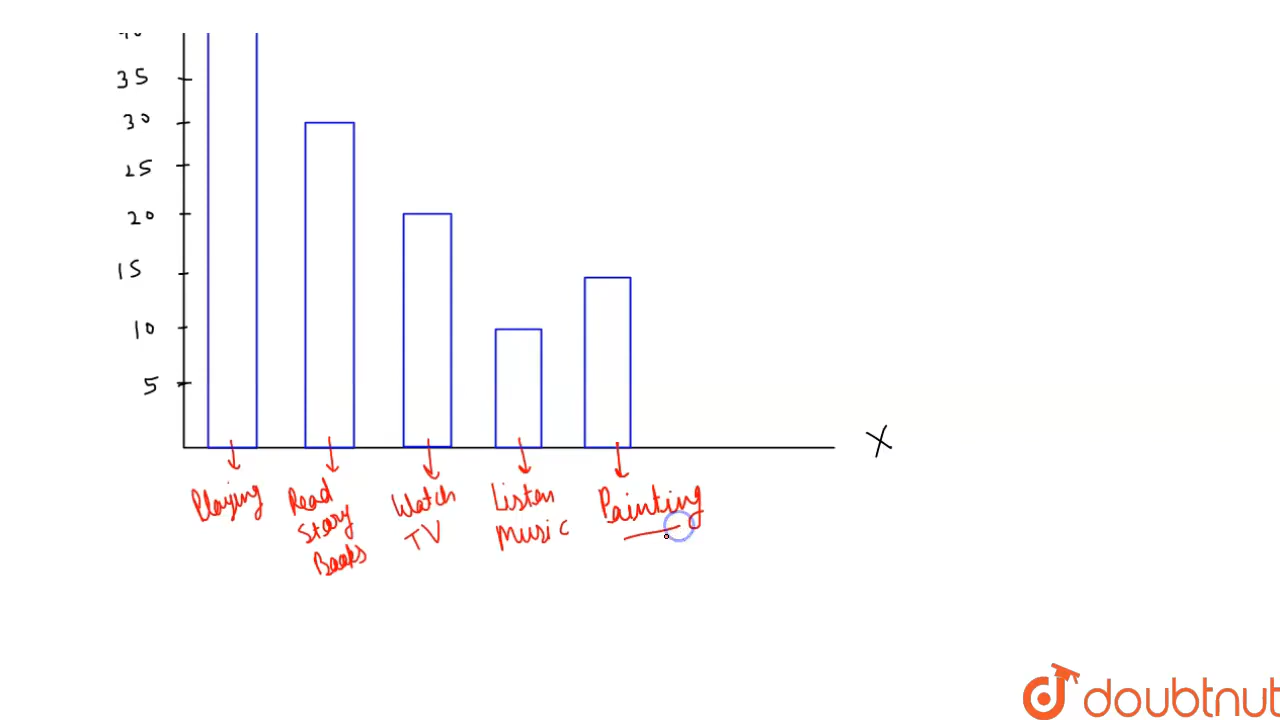 35
30
25
20
15
10
5
X
Playing
Read
Story
Books
Watch
TV
Listen
Music
Painting
doubtnut